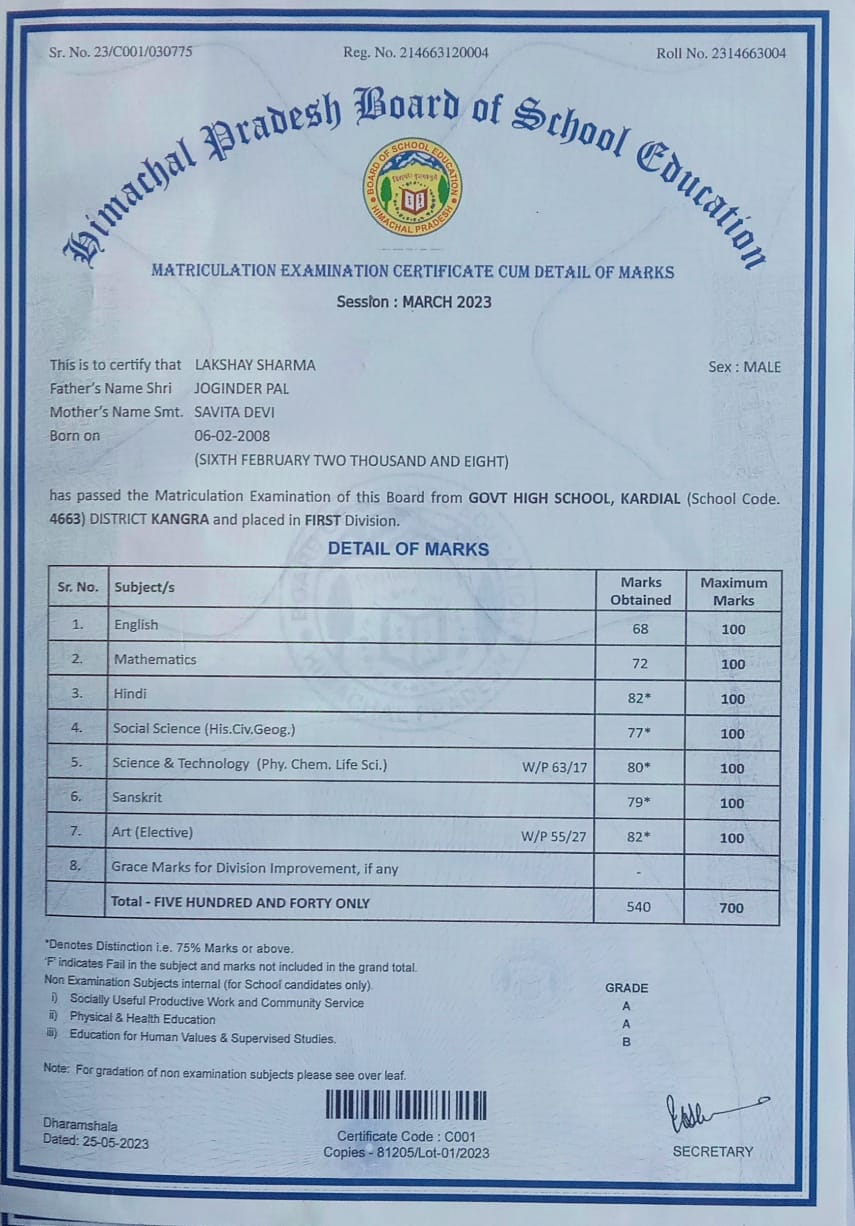 Sr. No. 23/C001/030775 Reg. No. 214663120004 Roll No. 2314663004
Himachal Pradesh Board of School Education
BOARD OF SCHOOL EDUCATION
HIMACHAL PRADESH
MATRICULATION EXAMINATION CERTIFICATE CUM DETAIL OF MARKS
Session : MARCH 2023
This is to certify that LAKSHAY SHARMA Sex : MALE
Father's Name Shri JOGINDER PAL
Mother's Name Smt. SAVITA DEVI
Born on 06-02-2008
(SIXTH FEBRUARY TWO THOUSAND AND EIGHT)
has passed the Matriculation Examination of this Board from GOVT HIGH SCHOOL, KARDIAL (School Code.
4663) DISTRICT KANGRA and placed in FIRST Division.
DETAIL OF MARKS
Sr. No. Subject/s Marks Obtained Maximum Marks
1. English 68 100
2. Mathematics 72 100
3. Hindi 82* 100
4. Social Science (His.Civ.Geog.) 77* 100
5. Science & Technology (Phy. Chem. Life Sci.) W/P 63/17 80* 100
6. Sanskrit 79* 100
7. Art (Elective) W/P 55/27 82* 100
8. Grace Marks for Division Improvement, if any -
Total - FIVE HUNDRED AND FORTY ONLY 540 700
*Denotes Distinction i.e. 75% Marks or above.
'F' indicates Fail in the subject and marks not included in the grand total.
Non Examination Subjects internal (for School candidates only). GRADE
i) Socially Useful Productive Work and Community Service A
ii) Physical & Health Education A
iii) Education for Human Values & Supervised Studies. B
Note: For gradation of non examination subjects please see over leaf.
Dharamshala
Dated: 25-05-2023
Certificate Code : C001
Copies - 81205/Lot-01/2023
SECRETARY